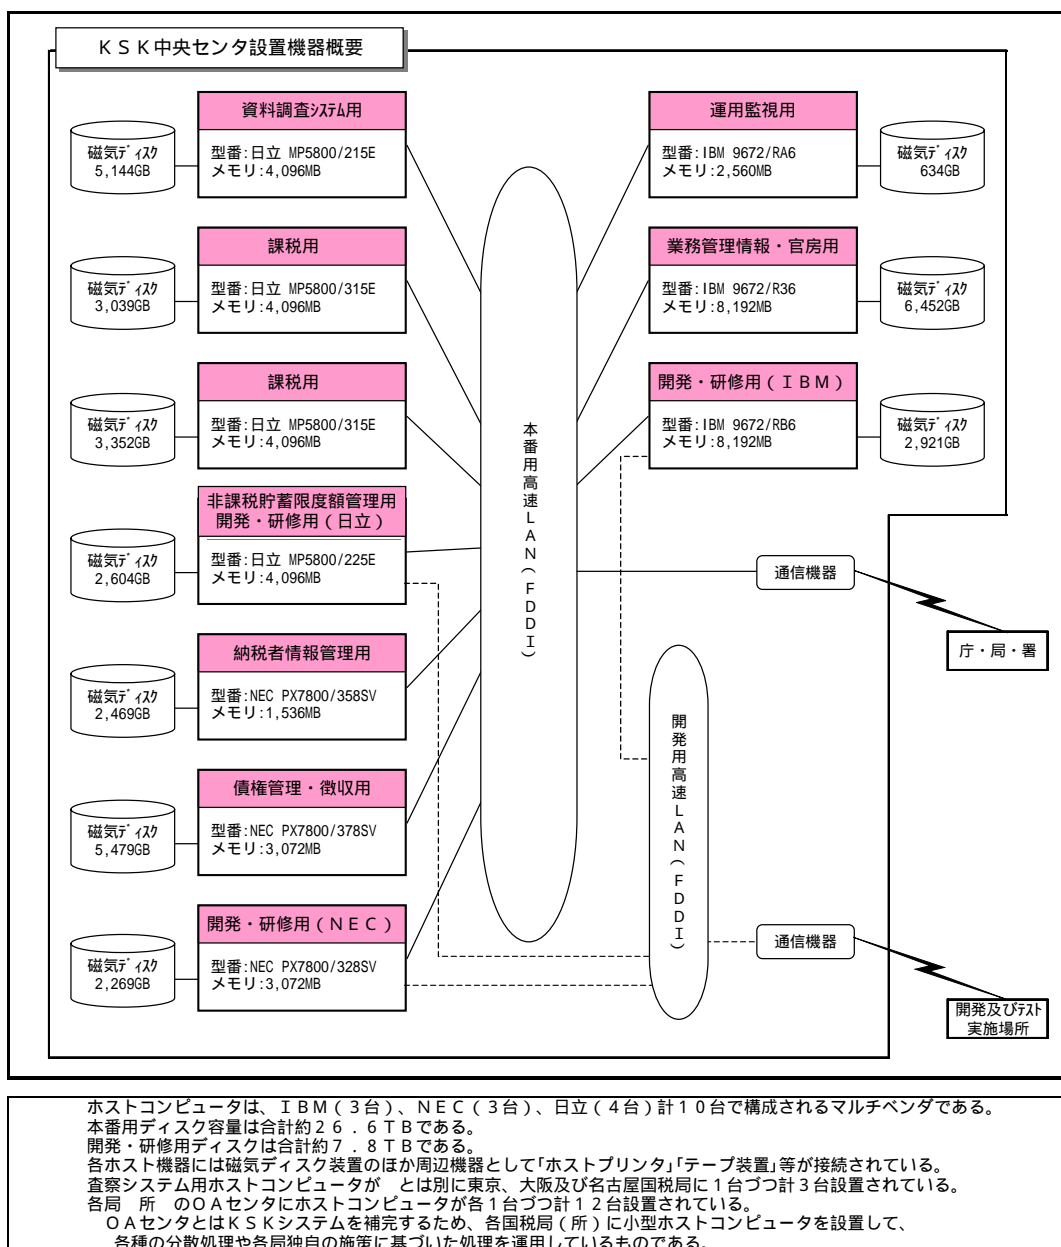 ＫＳＫ中央センタ設置機器概要
資料調査ｼｽﾃﾑ用
型番:日立 MP5800/215E
メモリ:4,096MB
磁気ﾃﾞｨｽｸ
5,144GB
課税用
型番:日立 MP5800/315E
メモリ:4,096MB
磁気ﾃﾞｨｽｸ
3,039GB
課税用
型番:日立 MP5800/315E
メモリ:4,096MB
磁気ﾃﾞｨｽｸ
3,352GB
非課税貯蓄限度額管理用
開発・研修用（日立）
型番:日立 MP5800/225E
メモリ:4,096MB
磁気ﾃﾞｨｽｸ
2,604GB
納税者情報管理用
型番:NEC PX7800/358SV
メモリ:1,536MB
磁気ﾃﾞｨｽｸ
2,469GB
債権管理・徴収用
型番:NEC PX7800/378SV
メモリ:3,072MB
磁気ﾃﾞｨｽｸ
5,479GB
開発・研修用（ＮＥＣ）
型番:NEC PX7800/328SV
メモリ:3,072MB
磁気ﾃﾞｨｽｸ
2,269GB
本番用高速ＬＡＮ（ＦＤＤＩ）
運用監視用
型番:IBM 9672/RA6
メモリ:2,560MB
磁気ﾃﾞｨｽｸ
634GB
業務管理情報・官房用
型番:IBM 9672/R36
メモリ:8,192MB
磁気ﾃﾞｨｽｸ
6,452GB
開発・研修用（ＩＢＭ）
型番:IBM 9672/RB6
メモリ:8,192MB
磁気ﾃﾞｨｽｸ
2,921GB
通信機器
庁・局・署
開発用高速ＬＡＮ（ＦＤＤＩ）
通信機器
開発及びﾃｽﾄ
実施場所
ホストコンピュータは、ＩＢＭ（３台）、ＮＥＣ（３台）、日立（４台）計１０台で構成されるマルチベンダである。
本番用ディスク容量は合計約２６．６ＴＢである。
開発・研修用ディスクは合計約７．８ＴＢである。
各ホスト機器には磁気ディスク装置のほか周辺機器として｢ホストプリンタ｣｢テープ装置｣等が接続されている。
査察システム用ホストコンピュータが　とは別に東京、大阪及び名古屋国税局に１台づつ計３台設置されている。
各局　所　のＯＡセンタにホストコンピュータが各１台づつ計１２台設置されている。
ＯＡセンタとはＫＳＫシステムを補完するため、各国税局（所）に小型ホストコンピュータを設置して、
各種の分散処理や各局独自の施策に基づいた処理を運用しているものである。